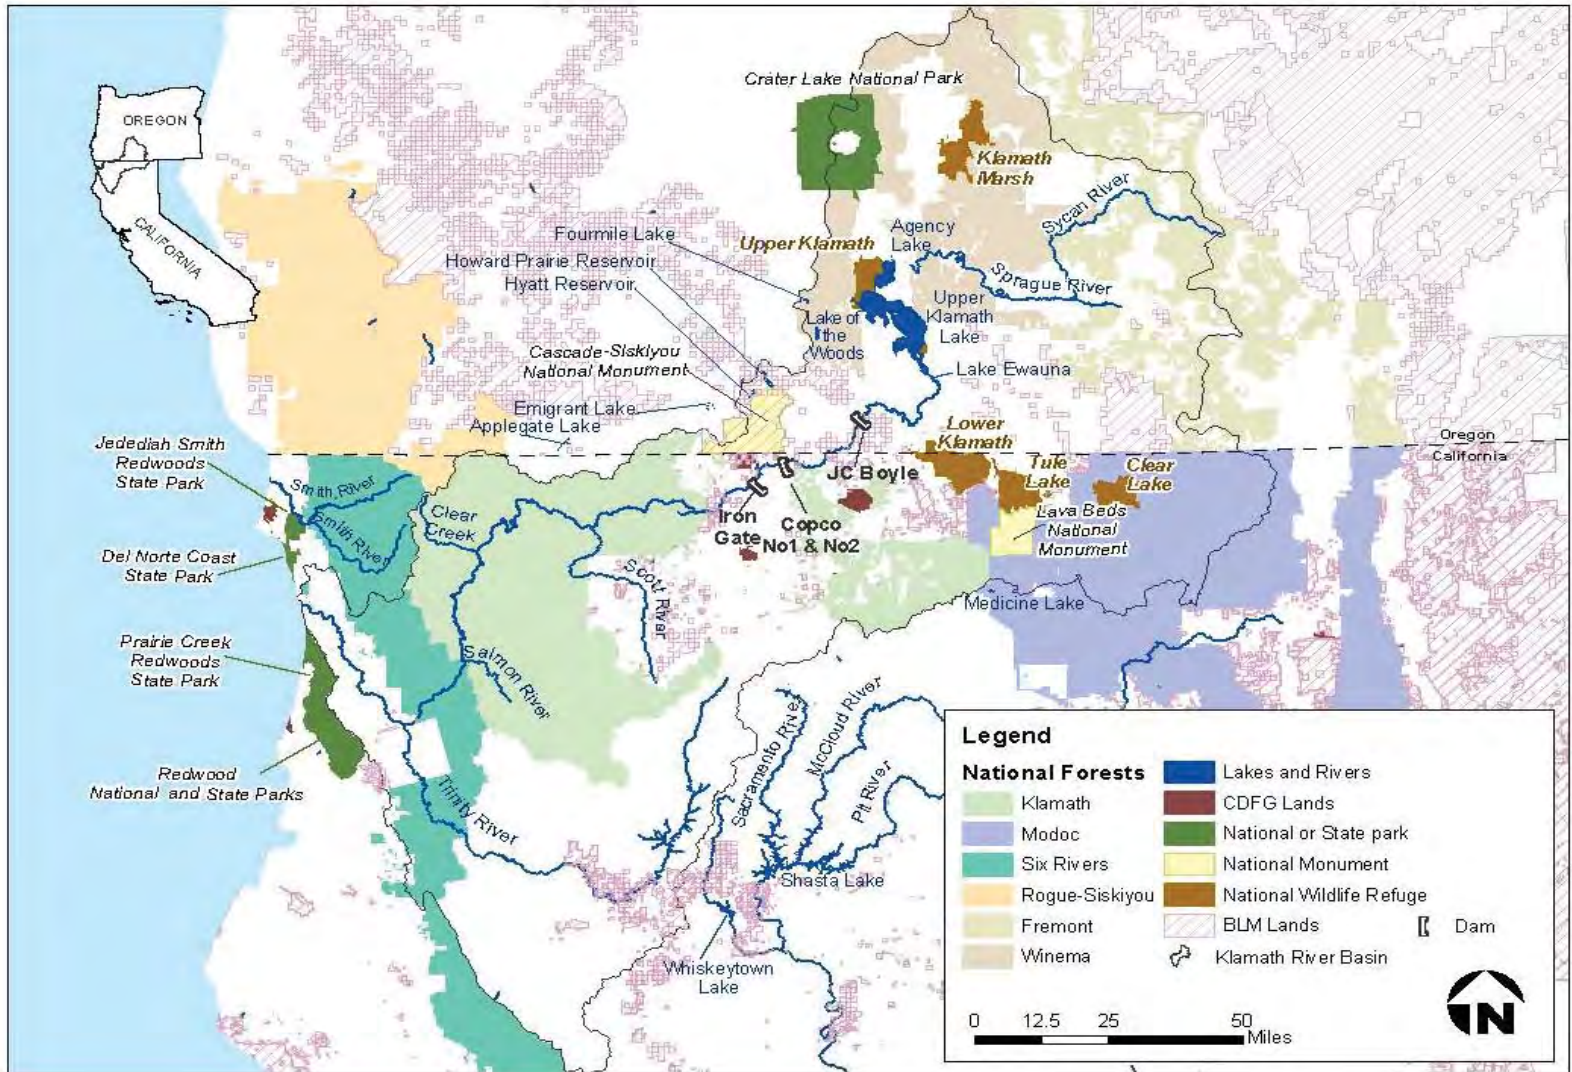 OREGON
CALIFORNIA
Crater Lake National Park
Klamath
Marsh
Sycan River
Fourmile Lake
Agency
Lake
Upper Klamath
Howard Prairie Reservoir
Hyatt Reservoir
Sprague River
Upper
Klamath
Lake
Lake of
the
Woods
Cascade-Siskiyou
National Monument
Lake Ewauna
Emigrant Lake
Applegate Lake
Lower
Klamath
Oregon
California
Jedediah Smith
Redwoods
State Park
Smith River
Smith River
Clear
Creek
JC Boyle
Tule
Lake
Clear
Lake
Iron
Gate
Copco
No1 & No2
Lava Beds
National
Monument
Del Norte Coast
State Park
Scott River
Medicine Lake
Prairie Creek
Redwoods
State Park
Salmon River
Redwood
National and State Parks
Trinity River
Sacramento River
McCloud River
Pit River
Shasta Lake
Whiskeytown
Lake
Legend
National Forests
Klamath
Modoc
Six Rivers
Rogue-Siskiyou
Fremont
Winema
Lakes and Rivers
CDFG Lands
National or State park
National Monument
National Wildlife Refuge
BLM Lands
Dam
Klamath River Basin
0 12.5 25 50
Miles
N